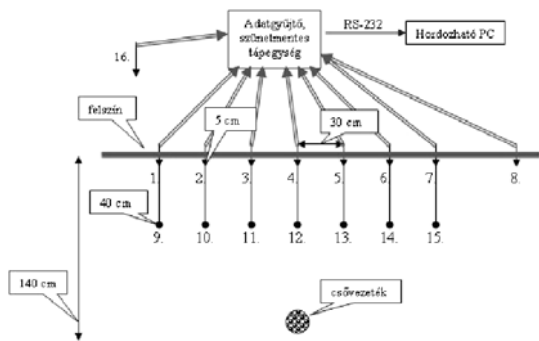 Adatgyűjtő,
szünetmentes
tápegység
RS-232
Hordozható PC
16.
felszín
5 cm
30 cm
1.
2.
3.
4.
5.
6.
7.
8.
40 cm
9.
10.
11.
12.
13.
14.
15.
140 cm
csővezeték